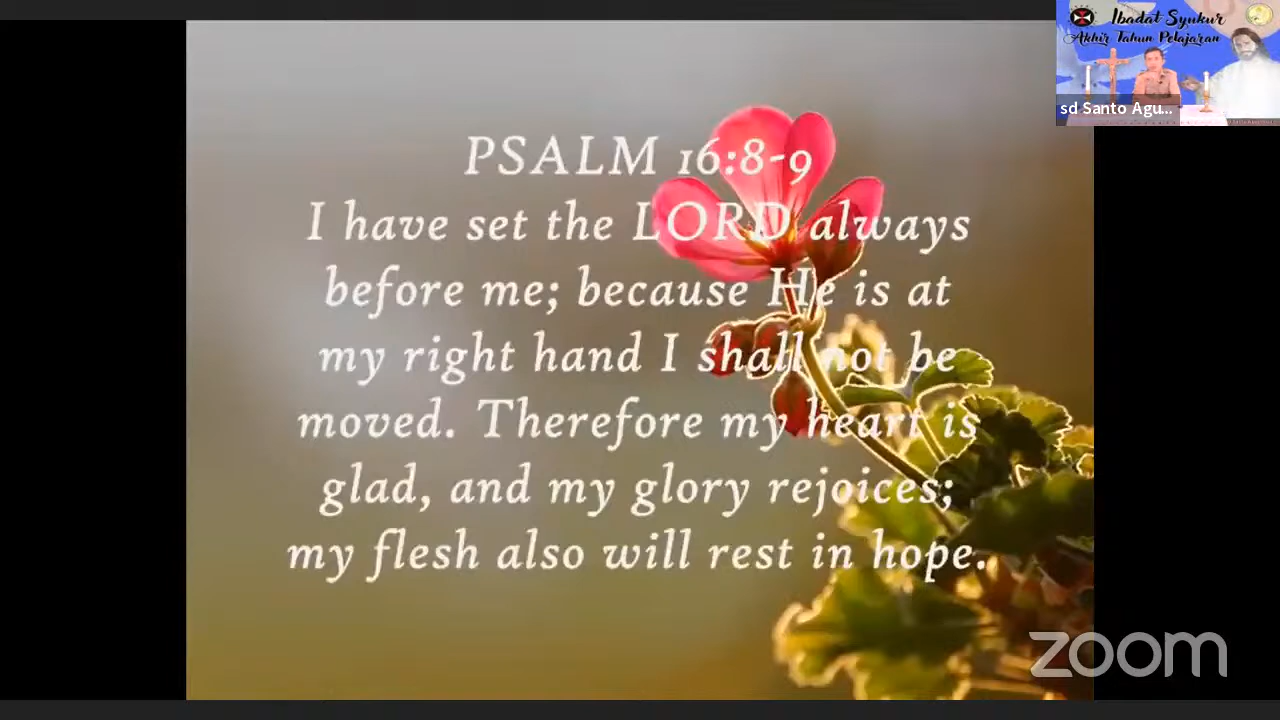 Ibadat Syukur
Akhir Tahun Pelajaran
sd Santo Agu...
PSALM 16:8-9
I have set the LORD always
before me; because He is at
my right hand I shall not be
moved. Therefore my heart is
glad, and my glory rejoices;
my flesh also will rest in hope.
zoom